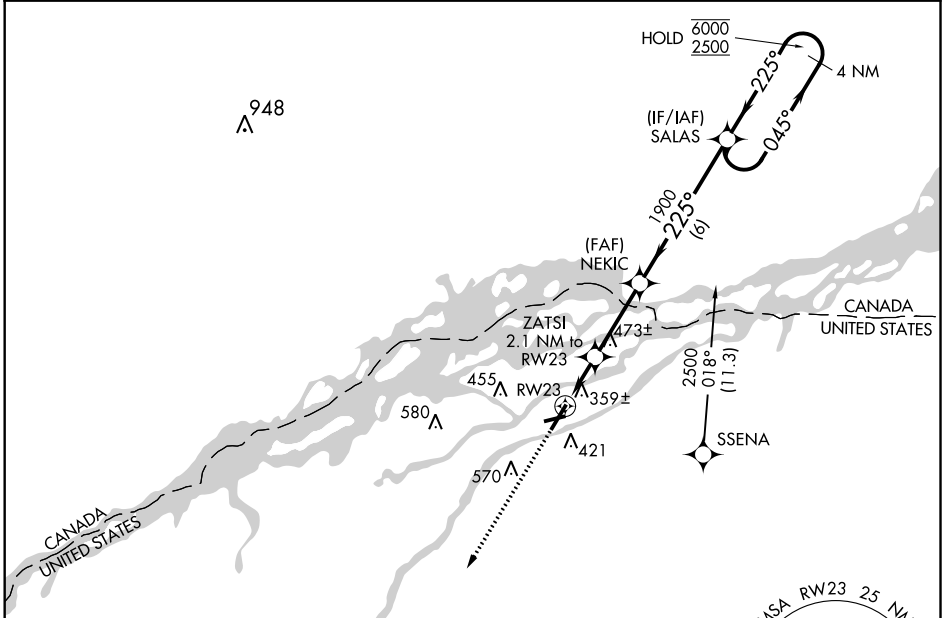 HOLD 6000
2500
225°
4 NM
045°
(IF/IAF)
SALAS
948
1900
225°
(6)
(FAF)
NEKIC
CANADA
UNITED STATES
ZATSI
2.1 NM to
RW23
473±
2500
018°
(11.3)
455
RW23
359±
580
421
SSENA
570
CANADA
UNITED STATES
MSA RW23 25 NM